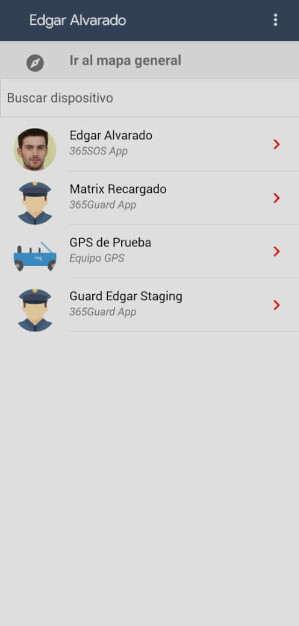 Edgar Alvarado
Ir al mapa general
Buscar dispositivo
Edgar Alvarado
365SOS App
Matrix Recargado
365Guard App
GPS de Prueba
Equipo GPS
Guard Edgar Staging
365Guard App